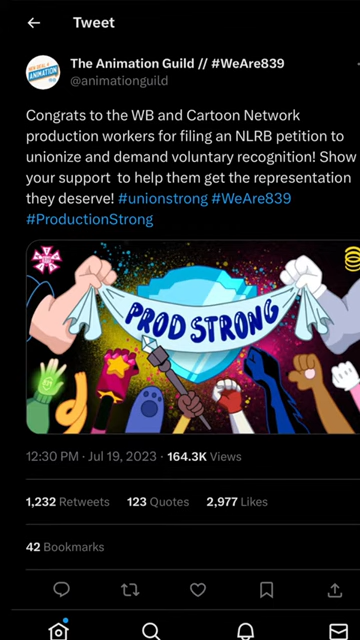 Tweet
The Animation Guild // #WeAre839
@animationguild
Congrats to the WB and Cartoon Network
production workers for filing an NLRB petition to
unionize and demand voluntary recognition! Show
your support to help them get the representation
they deserve! #unionstrong #WeAre839
#ProductionStrong
PROD STRONG
12:30 PM · Jul 19, 2023 · 164.3K Views
1,232 Retweets 123 Quotes 2,977 Likes
42 Bookmarks